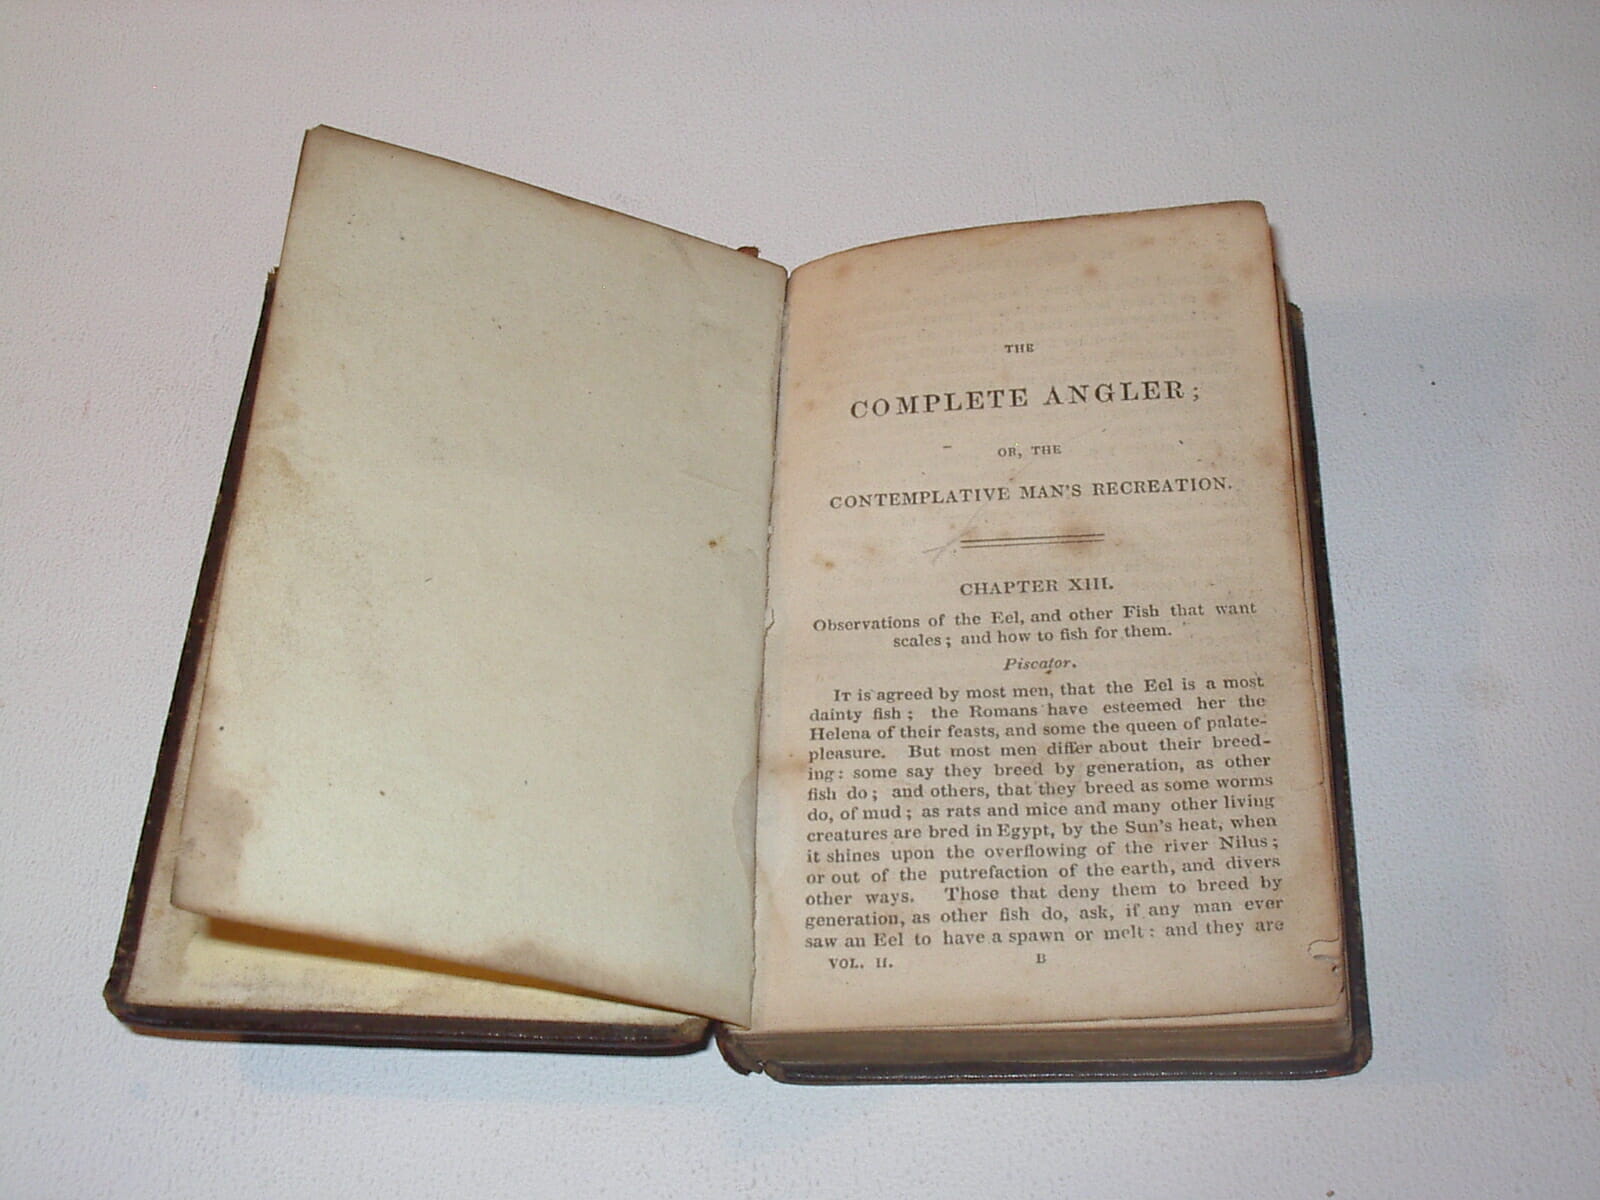 THE
COMPLETE ANGLER;
OR, THE
CONTEMPLATIVE MAN'S RECREATION.
CHAPTER XIII.
Observations of the Eel, and other Fish that want
scales; and how to fish for them.
Piscator.
IT is agreed by most men, that the Eel is a most
dainty fish; the Romans have esteemed her the
Helena of their feasts, and some the queen of palate-
pleasure. But most men differ about their breed-
ing: some say they breed by generation, as other
fish do; and others, that they breed as some worms
do, of mud; as rats and mice and many other living
creatures are bred in Egypt, by the Sun's heat, when
it shines upon the overflowing of the river Nilus;
or out of the putrefaction of the earth, and divers
other ways. Those that deny them to breed by
generation, as other fish do, ask, if any man ever
saw an Eel to have a spawn or melt: and they are
VOL. II. B